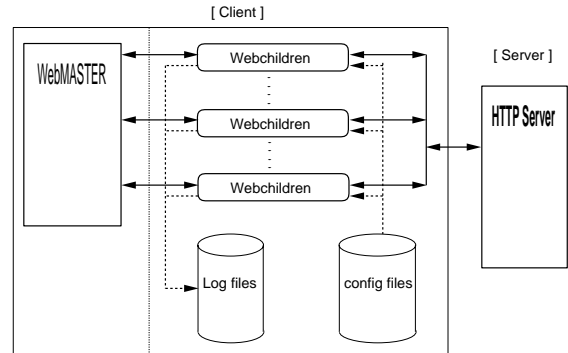 [ Client ]
[ Server ]
WebMASTER
Webchildren
Webchildren
Webchildren
HTTP Server
Log files
config files